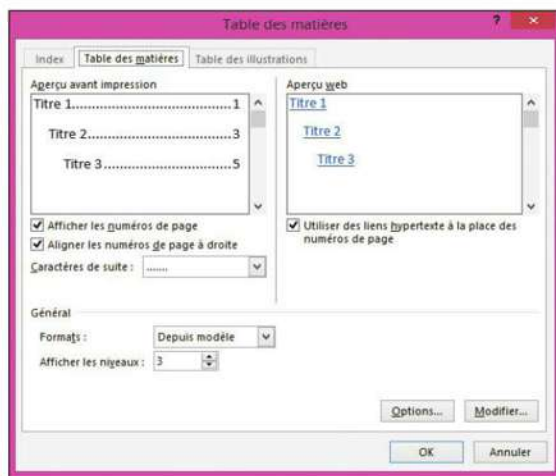 Table des matières
?
Index
Table des matières
Table des illustrations
Aperçu avant impression
Titre 1......................................1
Titre 2..............................3
Titre 3..........................5
Afficher les numéros de page
Aligner les numéros de page à droite
Caractères de suite : .......
Aperçu web
Titre 1
Titre 2
Titre 3
Utiliser des liens hypertexte à la place des
numéros de page
Général
Formats : Depuis modèle
Afficher les niveaux : 3
Options... Modifier...
OK Annuler